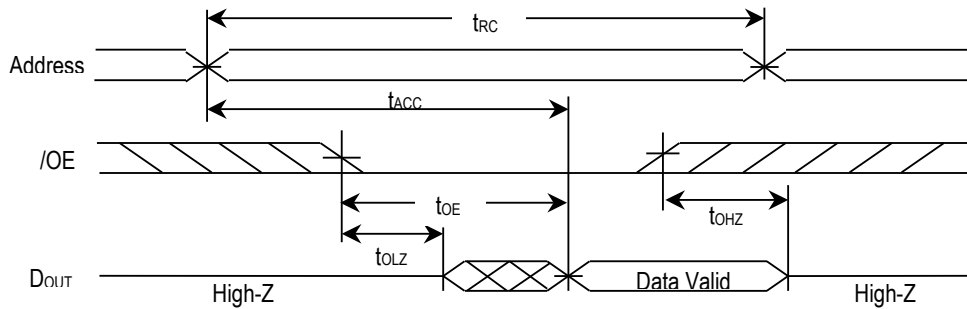 tRC
Address
tACC
/OE
tOE
tOHZ
tOLZ
DOUT
High-Z
Data Valid
High-Z